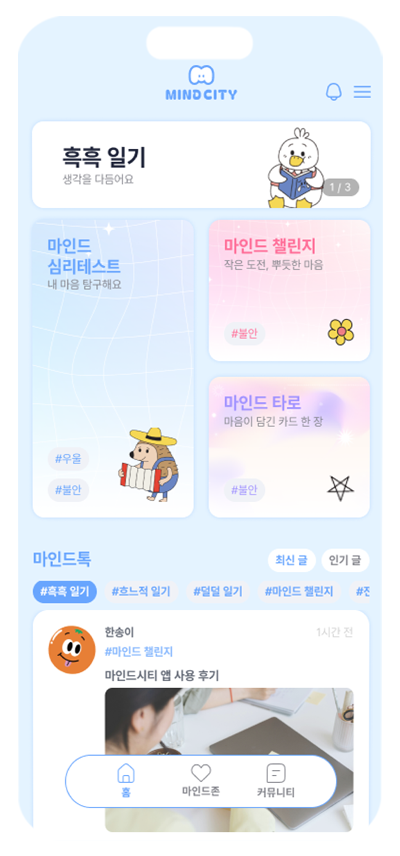 MINDCITY
흑흑 일기
생각을 다듬어요
1 / 3
마인드
심리테스트
내 마음 탐구해요
#우울
#불안
마인드 챌린지
작은 도전, 뿌듯한 마음
#불안
마인드 타로
마음이 담긴 카드 한 장
#불안
마인드톡
최신 글
인기 글
#흑흑 일기 #흐느적 일기 #덜덜 일기 #마인드 챌린지
한송이
1시간 전
#마인드 챌린지
마인드시티 앱 사용 후기
홈
마인드존
커뮤니티